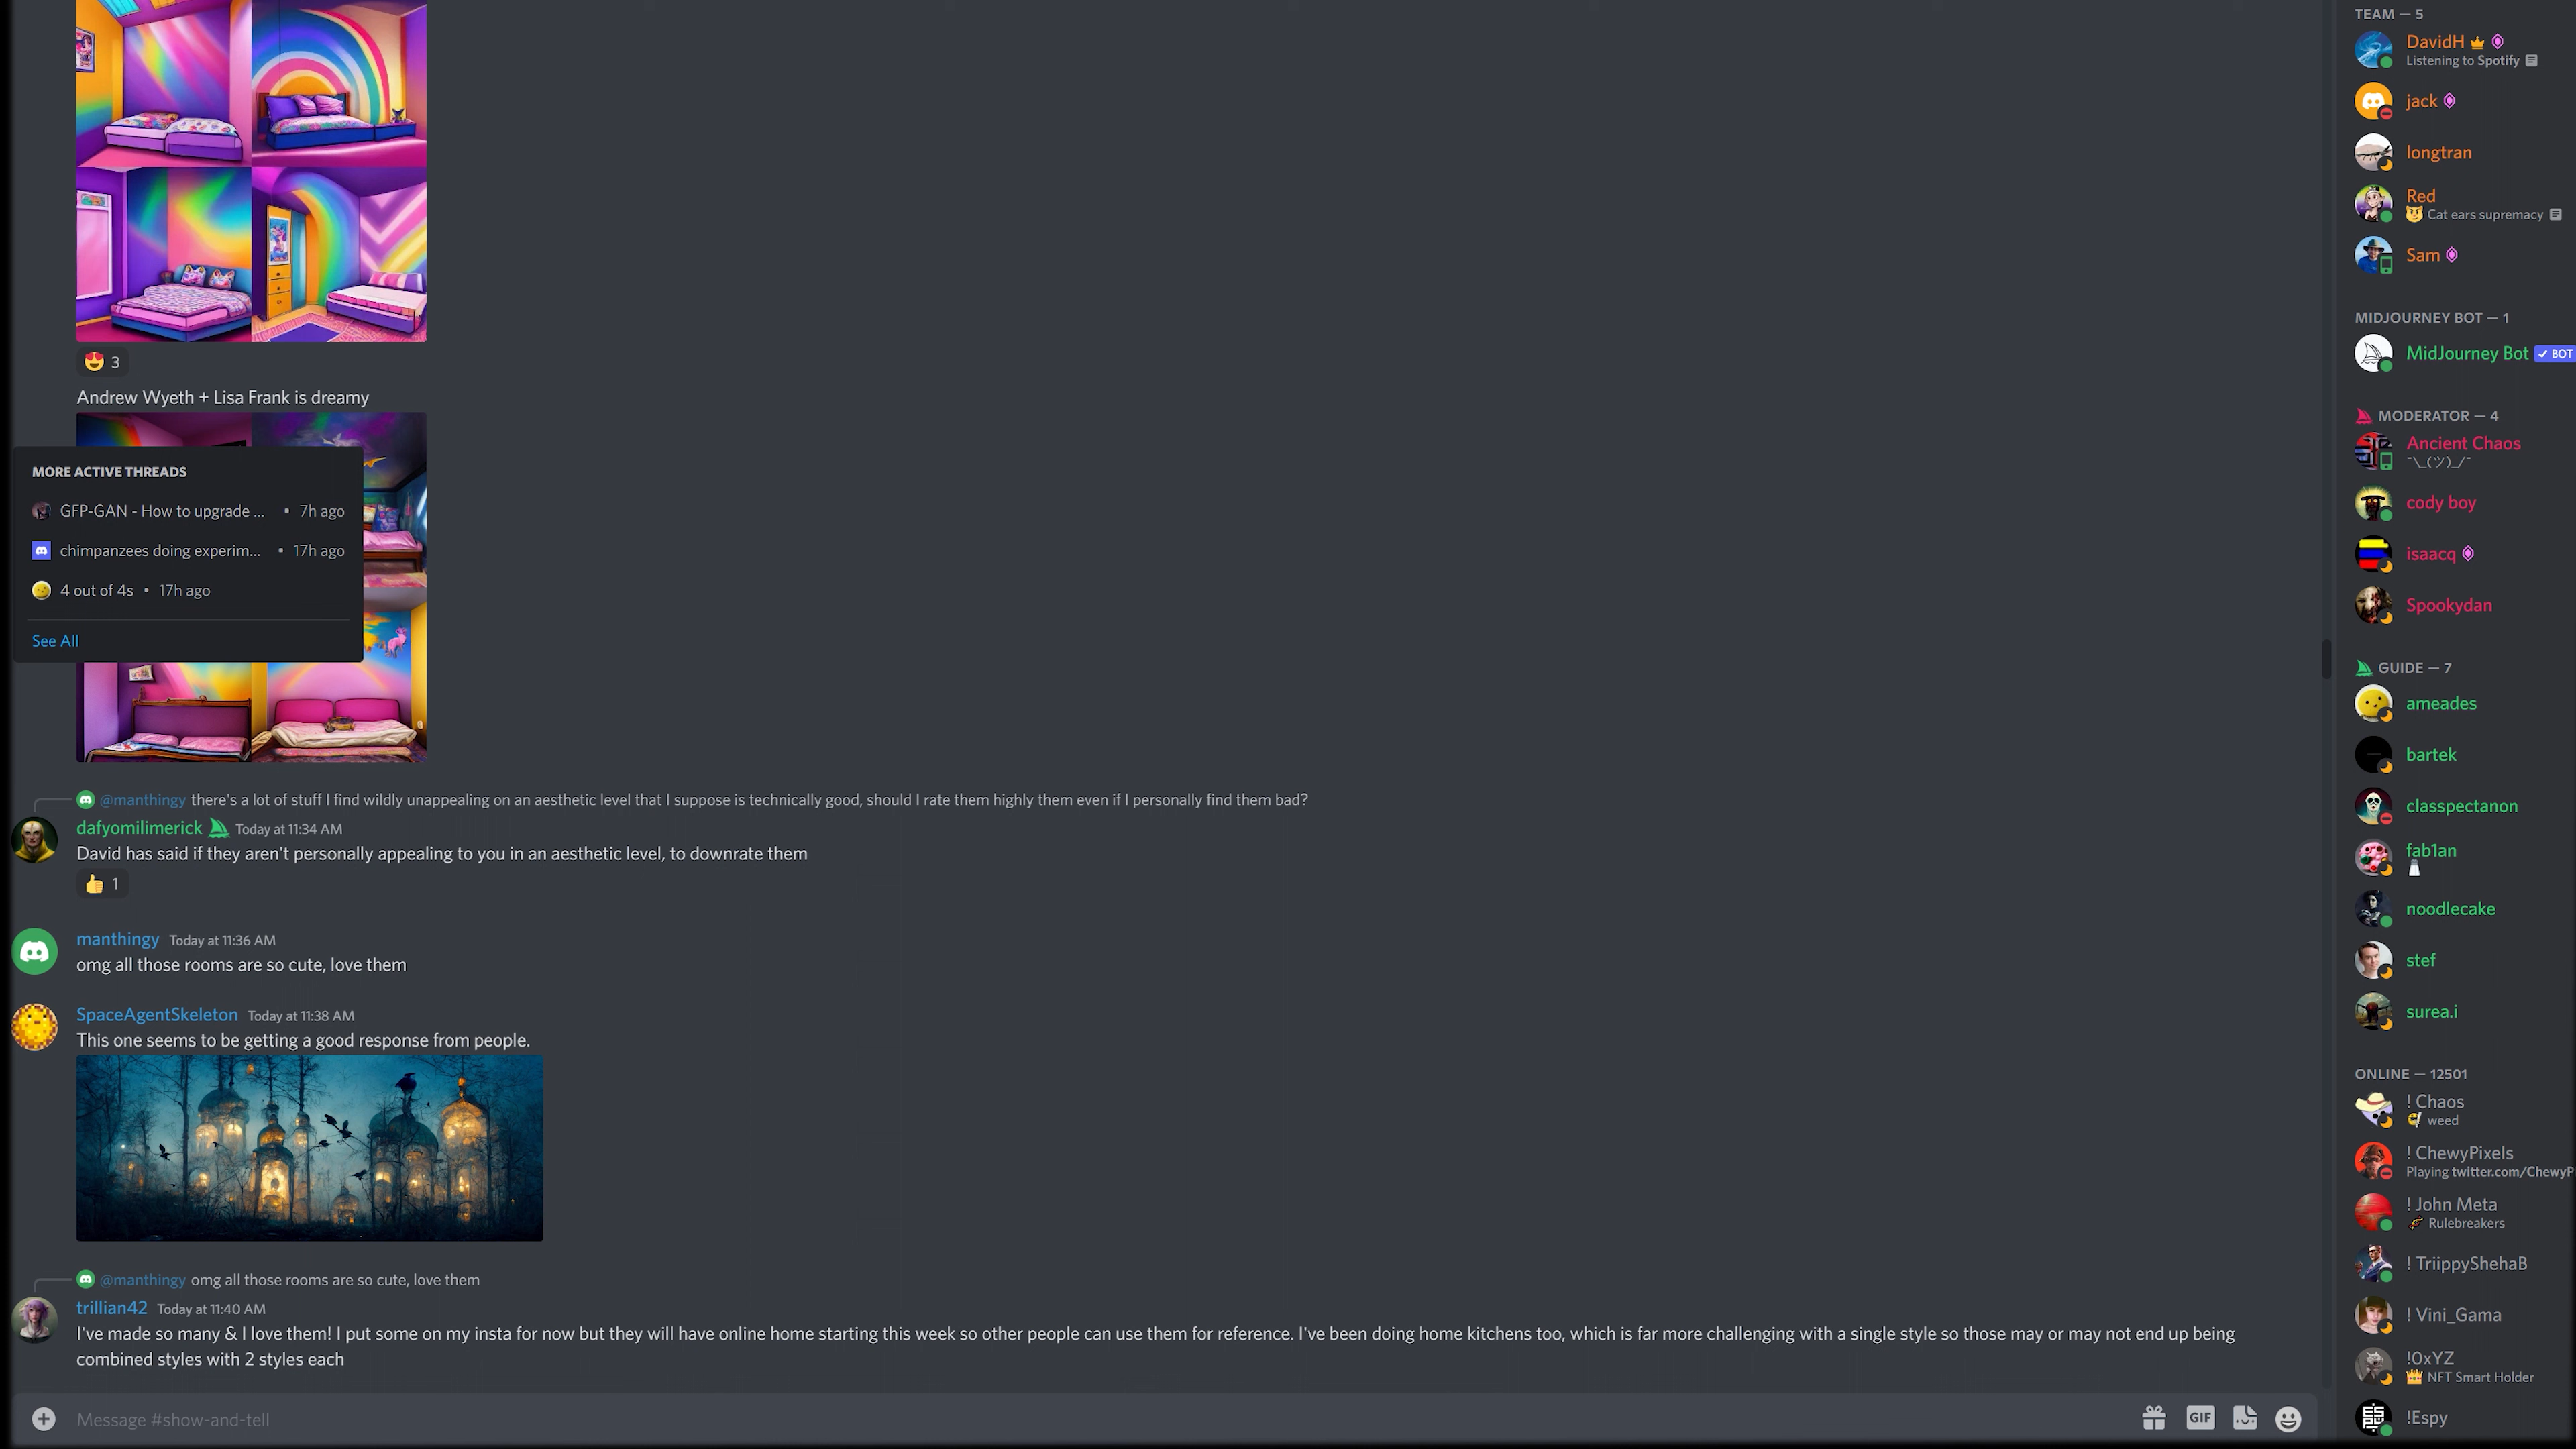 3
Andrew Wyeth + Lisa Frank is dreamy
MORE ACTIVE THREADS
GFP-GAN - How to upgrade ... • 7h ago
chimpanzees doing experim... • 17h ago
4 out of 4s • 17h ago
See All
@manthingy there's a lot of stuff I find wildly unappealing on an aesthetic level that I suppose is technically good, should I rate them highly them even if I personally find them bad?
dafyomilimerick Today at 11:34 AM
David has said if they aren't personally appealing to you in an aesthetic level, to downrate them
1
manthingy Today at 11:36 AM
omg all those rooms are so cute, love them
SpaceAgentSkeleton Today at 11:38 AM
This one seems to be getting a good response from people.
@manthingy omg all those rooms are so cute, love them
trillian42 Today at 11:40 AM
I've made so many & I love them! I put some on my insta for now but they will have online home starting this week so other people can use them for reference. I've been doing home kitchens too, which is far more challenging with a single style so those may or may not end up being
combined styles with 2 styles each
Message #show-and-tell
GIF
TEAM — 5
DavidH
Listening to Spotify
jack
longtran
Red
Cat ears supremacy
Sam
MIDJOURNEY BOT — 1
MidJourney Bot ✓ BOT
MODERATOR — 4
Ancient Chaos
¯\_(ツ)_/¯
cody boy
isaacq
Spookydan
GUIDE — 7
ameades
bartek
classpectanon
fab1an
noodlecake
stef
surea.i
ONLINE — 12501
! Chaos
weed
! ChewyPixels
Playing twitter.com/ChewyP
! John Meta
Rulebreakers
! TriippyShehaB
! Vini_Gama
!0xYZ
NFT Smart Holder
!Espy